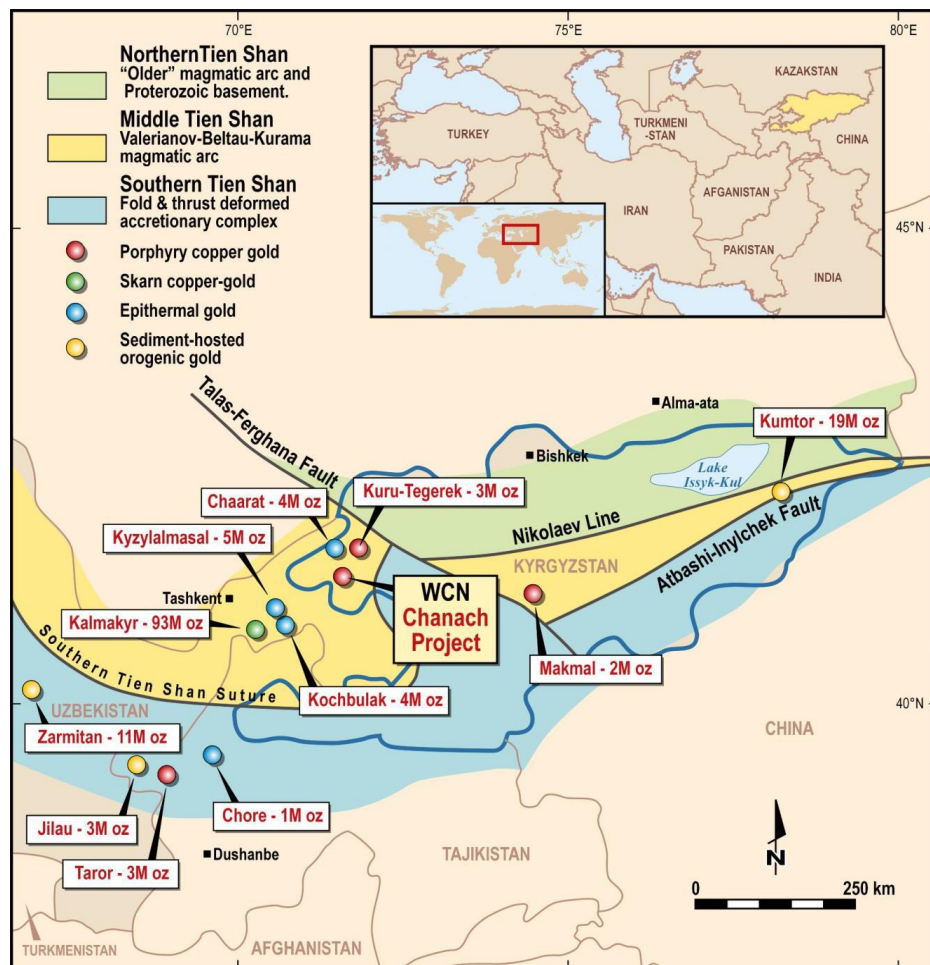 70°E
75°E
80°E
NorthernTien Shan
“Older” magmatic arc and
Proterozoic basement.
Middle Tien Shan
Valerianov-Beltau-Kurama
magmatic arc
Southern Tien Shan
Fold & thrust deformed
accretionary complex
Porphyry copper gold
Skarn copper-gold
Epithermal gold
Sediment-hosted
orogenic gold
KAZAKSTAN
TURKEY
TURKMENI
-STAN
CHINA
AFGHANISTAN
IRAN
PAKISTAN
INDIA
45°N
Talas-Ferghana Fault
Alma-ata
Kumtor - 19M oz
Bishkek
Lake
Issyk-Kul
Chaarat - 4M oz
Kuru-Tegerek - 3M oz
Nikolaev Line
Kyzylalmasal - 5M oz
KYRGYZSTAN
Atbashi-Inylchek Fault
Tashkent
WCN
Chanach
Project
Kalmakyr - 93M oz
Makmal - 2M oz
Southern Tien Shan Suture
Kochbulak - 4M oz
40°N
UZBEKISTAN
CHINA
Zarmitan - 11M oz
Jilau - 3M oz
Chore - 1M oz
Taror - 3M oz
Dushanbe
TAJIKISTAN
N
0
250 km
AFGHANISTAN
TURKMENISTAN